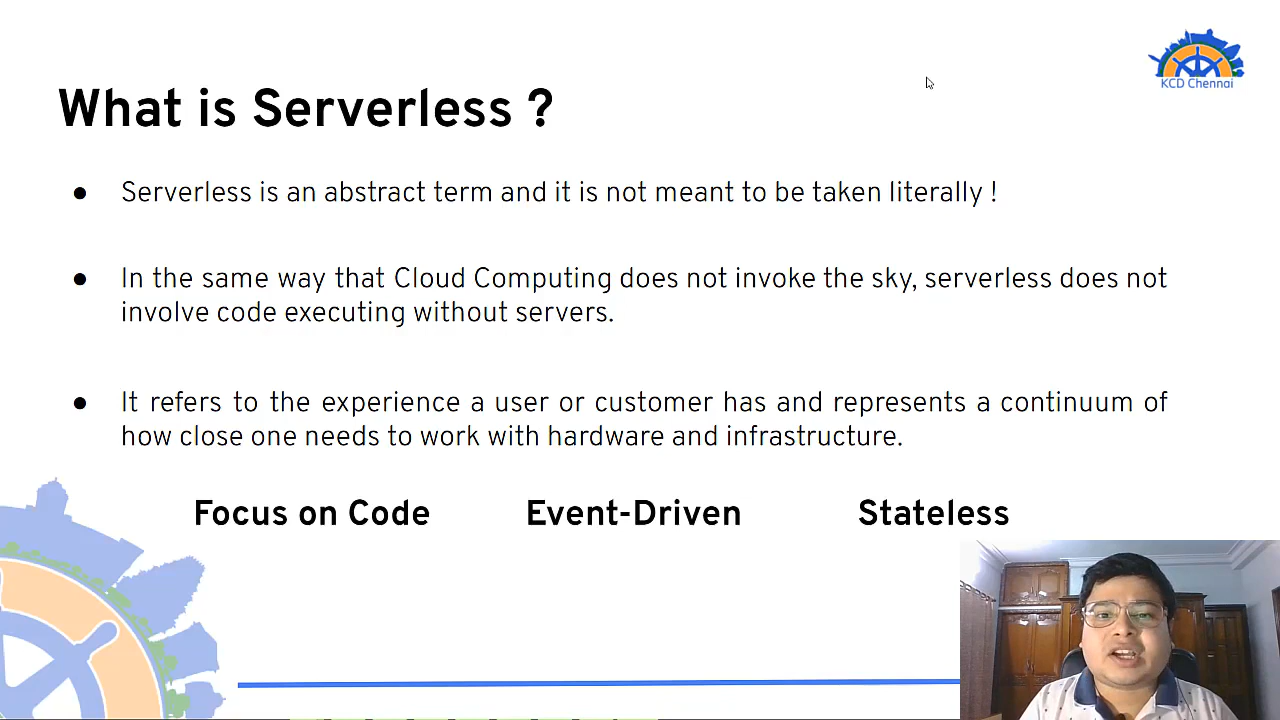 KCD Chennai
What is Serverless ?
● Serverless is an abstract term and it is not meant to be taken literally !
● In the same way that Cloud Computing does not invoke the sky, serverless does not
involve code executing without servers.
● It refers to the experience a user or customer has and represents a continuum of
how close one needs to work with hardware and infrastructure.
Focus on Code Event-Driven Stateless